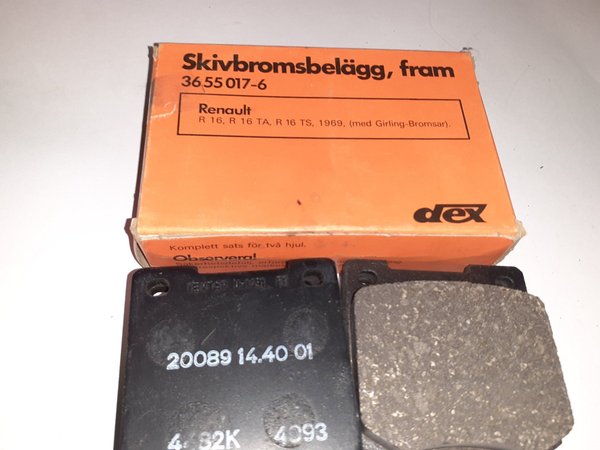 Skivbromsbelägg, fram
36 55 017-6
Renault
R 16, R 16 TA, R 16 TS, 1969, (med Girling-Bromsar).
dex
Komplett sats för två hjul.
Observera!
20089 14.40 01
82K 4093